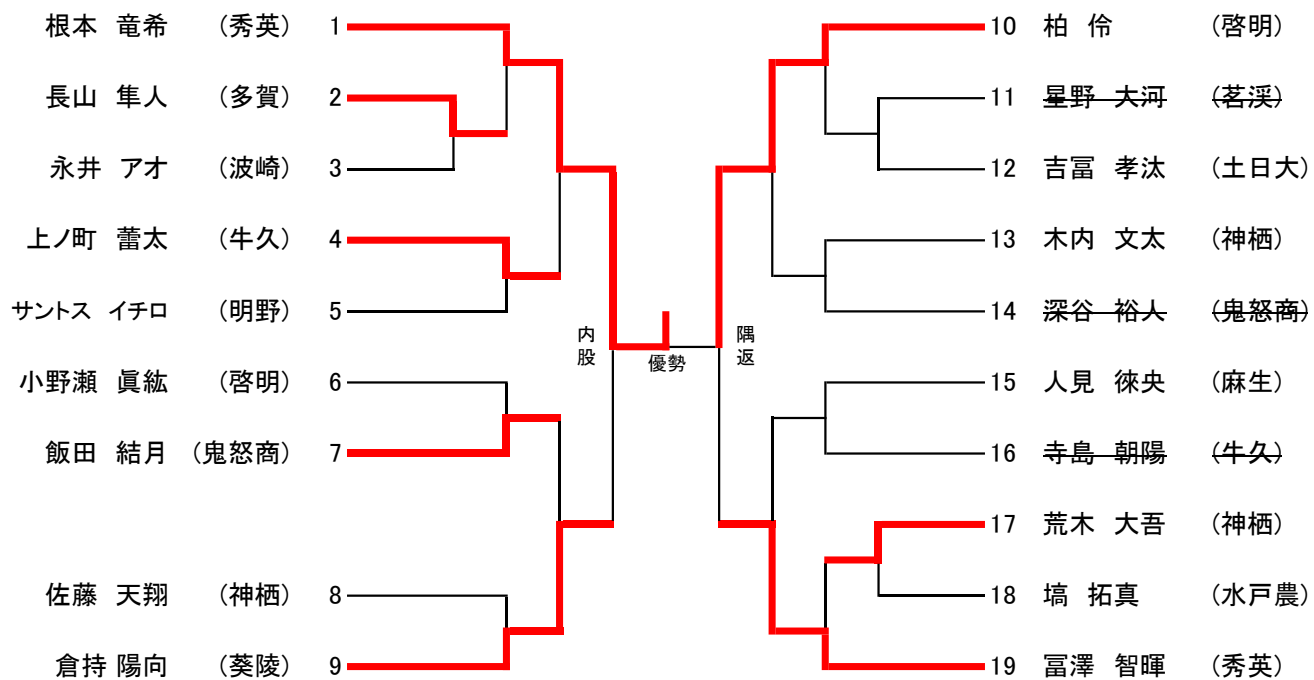 根本 竜希 (秀英) 1
長山 隼人 (多賀) 2
永井 アオ (波崎) 3
上ノ町 蕾太 (牛久) 4
サントス イチロ (明野) 5
小野瀬 眞紘 (啓明) 6
飯田 結月 (鬼怒商) 7
佐藤 天翔 (神栖) 8
倉持 陽向 (葵陵) 9
内股
優勢
隅返
10 柏 伶 (啓明)
11 星野 大河 (茗渓)
12 吉冨 孝汰 (土日大)
13 木内 文太 (神栖)
14 深谷 裕人 (鬼怒商)
15 人見 徠央 (麻生)
16 寺島 朝陽 (牛久)
17 荒木 大吾 (神栖)
18 塙 拓真 (水戸農)
19 冨澤 智暉 (秀英)